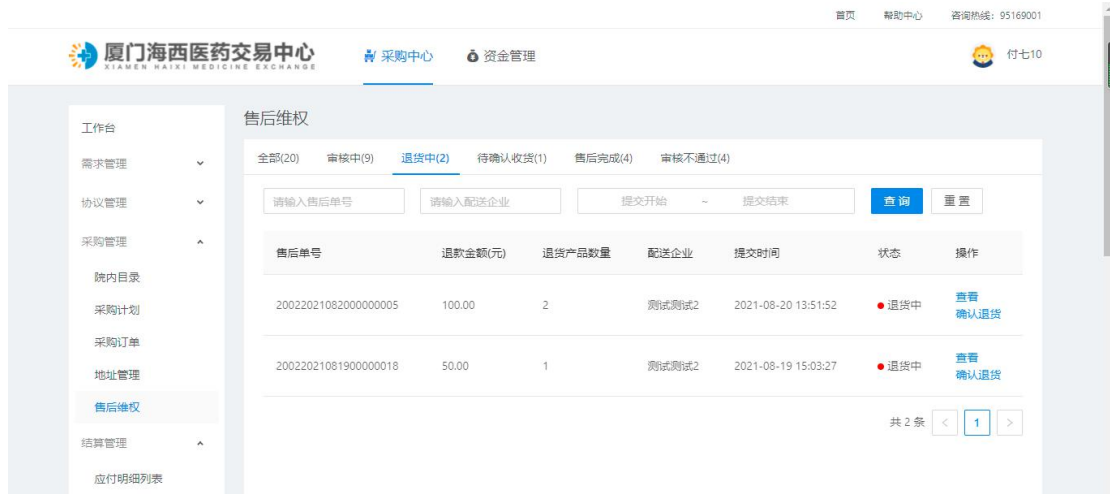 首页 帮助中心 咨询热线：95169001
厦门海西医药交易中心 采购中心 资金管理 付七10
XIAMEN HAIXI MEDICINE EXCHANGE
工作台
需求管理
协议管理
采购管理
院内目录
采购计划
采购订单
地址管理
售后维权
结算管理
应付明细列表
售后维权
全部(20) 审核中(9) 退货中(2) 待确认收货(1) 售后完成(4) 审核不通过(4)
请输入售后单号 请输入配送企业 提交开始 ~ 提交结束 查询 重置
售后单号 退款金额(元) 退货产品数量 配送企业 提交时间 状态 操作
20022021082000000005 100.00 2 测试测试2 2021-08-20 13:51:52 退货中 查看
确认退货
20022021081900000018 50.00 1 测试测试2 2021-08-19 15:03:27 退货中 查看
确认退货
共 2 条 < 1 >